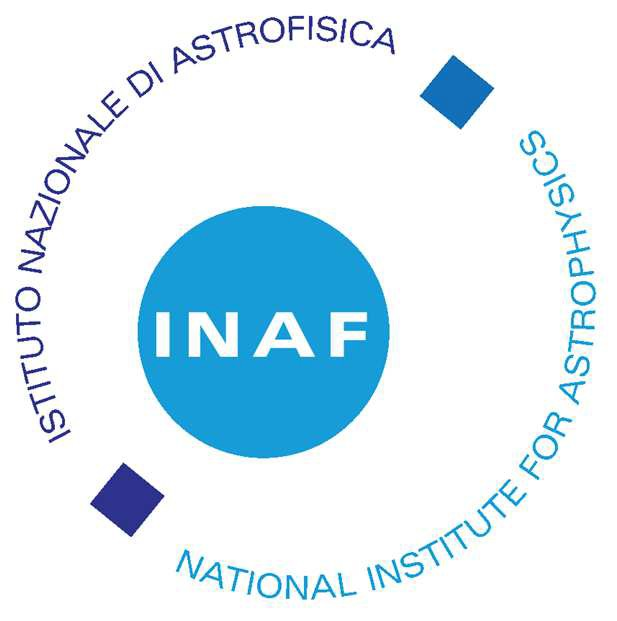 ISTITUTO NAZIONALE DI ASTROFISICA
INAF
NATIONAL INSTITUTE FOR ASTROPHYSICS